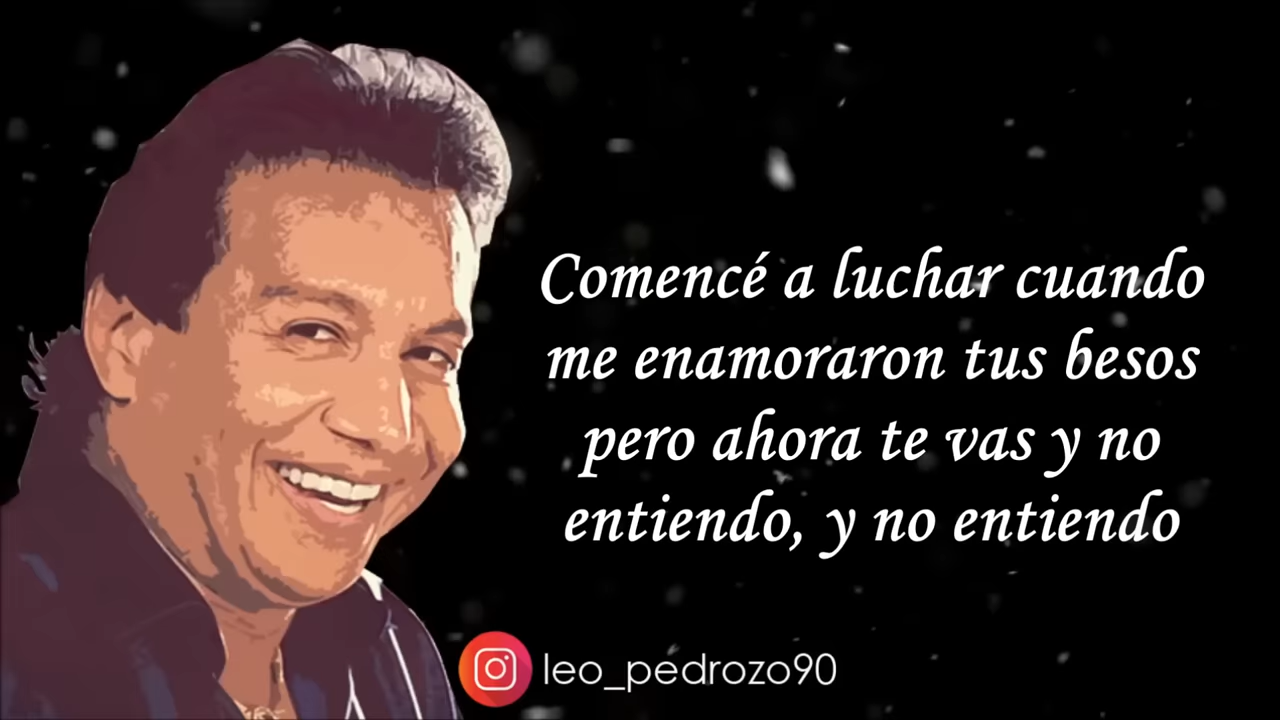 Comencé a luchar cuando
me enamoraron tus besos
pero ahora te vas y no
entiendo, y no entiendo
leo_pedrozo90